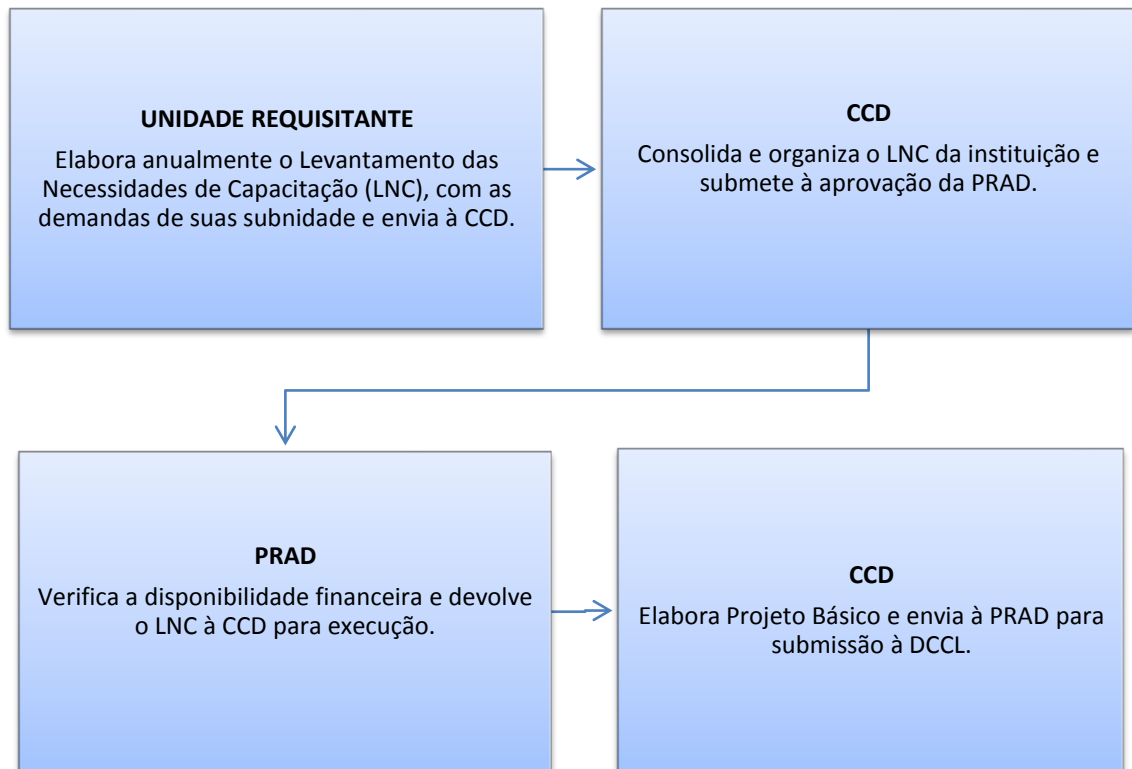 UNIDADE REQUISITANTE
Elabora anualmente o Levantamento das
Necessidades de Capacitação (LNC), com as
demandas de suas subnidade e envia à CCD.
CCD
Consolida e organiza o LNC da instituição e
submete à aprovação da PRAD.
PRAD
Verifica a disponibilidade financeira e devolve
o LNC à CCD para execução.
CCD
Elabora Projeto Básico e envia à PRAD para
submissão à DCCL.